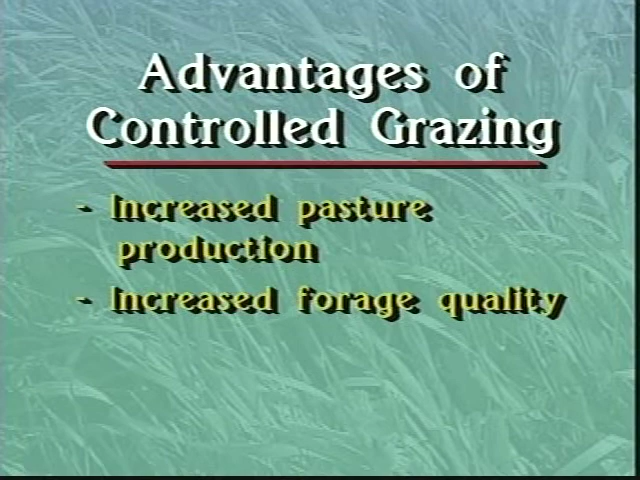 Advantages of
Controlled Grazing
- Increased pasture
production
- Increased forage quality